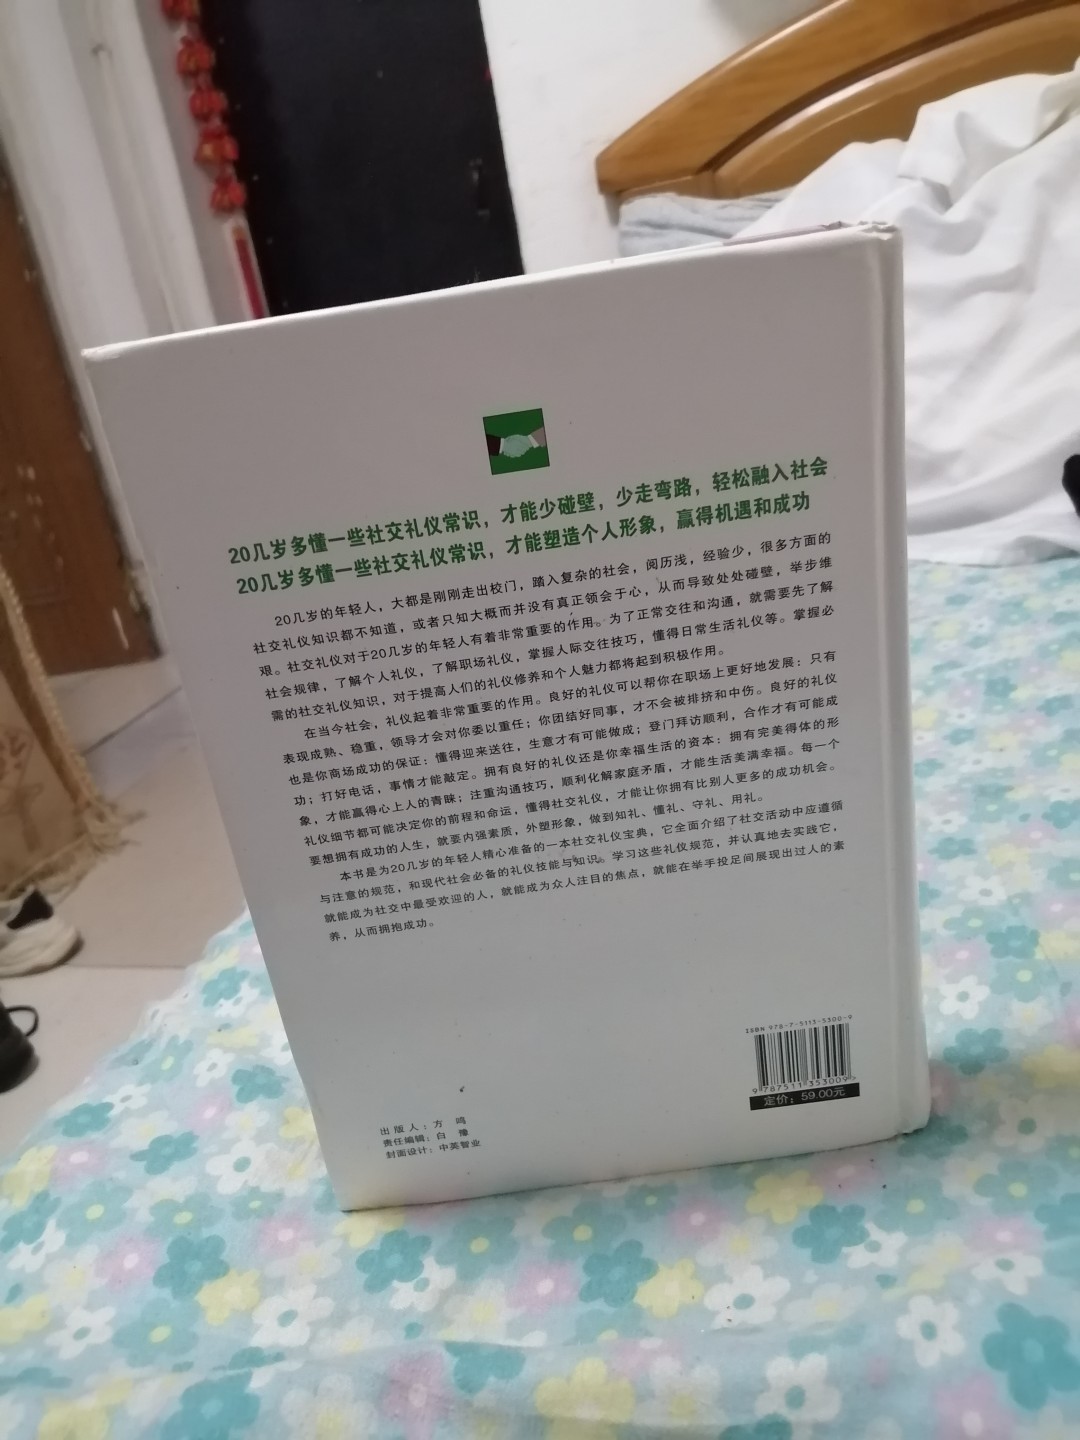 20几岁多懂一些社交礼仪常识，才能少碰壁，少走弯路，轻松融入社会
20几岁多懂一些社交礼仪常识，才能塑造个人形象，赢得机遇和成功
20几岁的年轻人，大都是刚刚走出校门，踏入复杂的社会，阅历浅，经验少，很多方面的
社交礼仪知识都不知道，或者只知大概而并没有真正领会于心，从而导致处处碰壁，举步维
艰。社交礼仪对于20几岁的年轻人有着非常重要的作用。为了正常交往和沟通，就需要先了解
社会规律，了解个人礼仪，了解职场礼仪，掌握人际交往技巧，懂得日常生活礼仪等。掌握必
需的社交礼仪知识，对于提高人们的礼仪修养和个人魅力都将起到积极作用。
在当今社会，礼仪起着非常重要的作用。良好的礼仪可以帮你在职场上更好地发展：只有
表现成熟、稳重，领导才会对你委以重任；你团结好同事，才不会被排挤和中伤。良好的礼仪
也是你商场成功的保证：懂得迎来送往，生意才有可能做成；登门拜访顺利，合作才有可能成
功；打好电话，事情才能敲定。拥有良好的礼仪还是你幸福生活的资本：拥有完美得体的形
象，才能赢得心上人的青睐；注重沟通技巧，顺利化解家庭矛盾，才能生活美满幸福。每一个
礼仪细节都可能决定你的前程和命运，懂得社交礼仪，才能让你拥有比别人更多的成功机会。
要想拥有成功的人生，就要内强素质，外塑形象，做到知礼、懂礼、守礼、用礼。
本书是为20几岁的年轻人精心准备的一本社交礼仪宝典，它全面介绍了社交活动中应遵循
与注意的规范，和现代社会必备的礼仪技能与知识。学习这些礼仪规范，并认真地去实践它，
就能成为社交中最受欢迎的人，就能成为众人注目的焦点，就能在举手投足间展现出过人的素
养，从而拥抱成功。
ISBN 978-7-5113-5300-9
9 787511 353009 >
定价：59.00元
出 版 人：方 鸣
责任编辑：白 豫
封面设计：中英智业